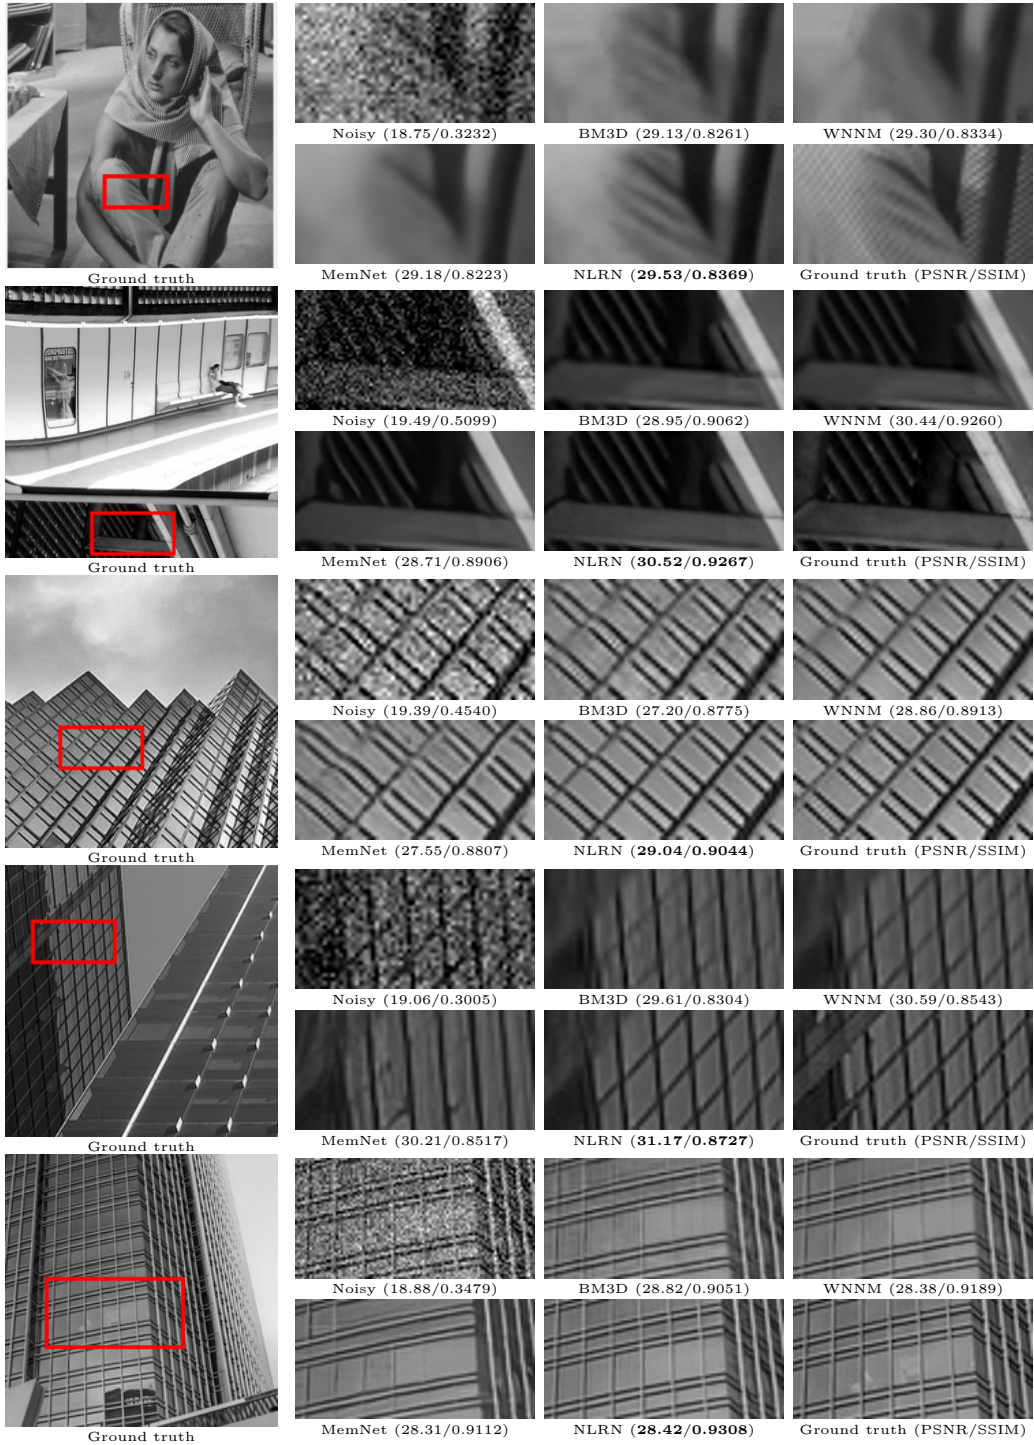 Noisy (18.75/0.3232) BM3D (29.13/0.8261) WNNM (29.30/0.8334)
MemNet (29.18/0.8223) NLRN (29.53/0.8369) Ground truth (PSNR/SSIM)
Ground truth
Noisy (19.49/0.5099) BM3D (28.95/0.9062) WNNM (30.44/0.9260)
MemNet (28.71/0.8906) NLRN (30.52/0.9267) Ground truth (PSNR/SSIM)
Ground truth
Noisy (19.39/0.4540) BM3D (27.20/0.8775) WNNM (28.86/0.8913)
MemNet (27.55/0.8807) NLRN (29.04/0.9044) Ground truth (PSNR/SSIM)
Ground truth
Noisy (19.06/0.3005) BM3D (29.61/0.8304) WNNM (30.59/0.8543)
MemNet (30.21/0.8517) NLRN (31.17/0.8727) Ground truth (PSNR/SSIM)
Ground truth
Noisy (18.88/0.3479) BM3D (28.82/0.9051) WNNM (28.38/0.9189)
MemNet (28.31/0.9112) NLRN (28.42/0.9308) Ground truth (PSNR/SSIM)
Ground truth